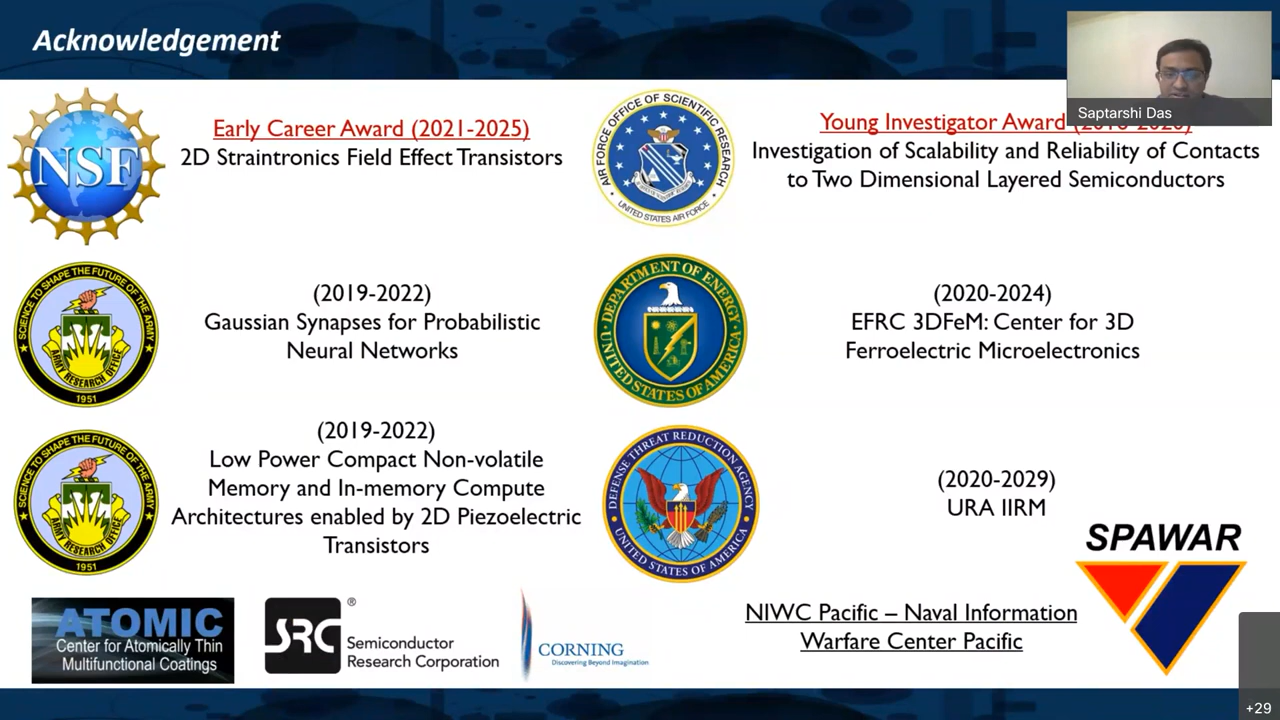 Acknowledgement
Saptarshi Das
NSF
Early Career Award (2021-2025)
2D Straintronics Field Effect Transistors
AIR FORCE OFFICE OF SCIENTIFIC RESEARCH
UNITED STATES AIR FORCE
Young Investigator Award
Investigation of Scalability and Reliability of Contacts
to Two Dimensional Layered Semiconductors
SCIENCE TO SHAPE THE FUTURE OF THE ARMY
ARMY RESEARCH OFFICE
1951
(2019-2022)
Gaussian Synapses for Probabilistic
Neural Networks
DEPARTMENT OF ENERGY
UNITED STATES OF AMERICA
(2020-2024)
EFRC 3DFeM: Center for 3D
Ferroelectric Microelectronics
SCIENCE TO SHAPE THE FUTURE OF THE ARMY
ARMY RESEARCH OFFICE
1951
(2019-2022)
Low Power Compact Non-volatile
Memory and In-memory Compute
Architectures enabled by 2D Piezoelectric
Transistors
DEFENSE THREAT REDUCTION AGENCY
UNITED STATES OF AMERICA
(2020-2029)
URA IIRM
SPAWAR
ATOMIC
Center for Atomically Thin
Multifunctional Coatings
SRC®
Semiconductor
Research Corporation
CORNING
Discovering Beyond Imagination
NIWC Pacific – Naval Information
Warfare Center Pacific
+29